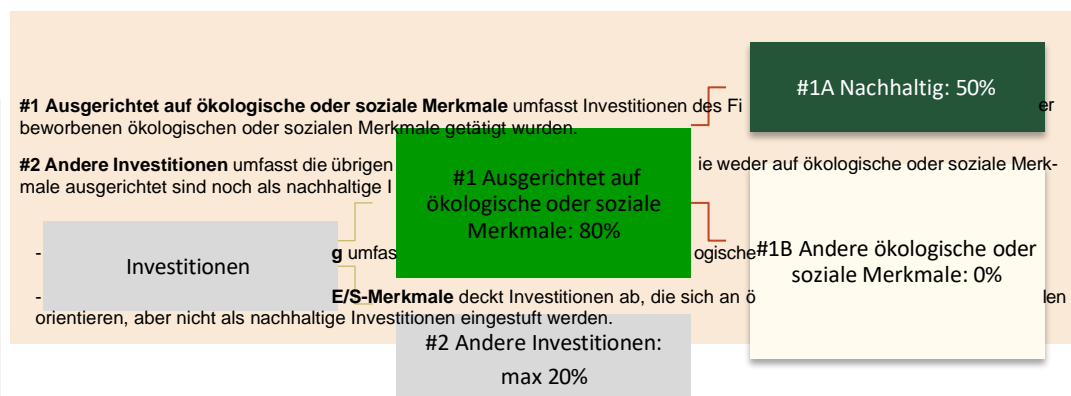 #1A Nachhaltig: 50%
#1 Ausgerichtet auf ökologische oder soziale Merkmale umfasst Investitionen des Fi er
beworbenen ökologischen oder sozialen Merkmale getätigt wurden.
#2 Andere Investitionen umfasst die übrigen ie weder auf ökologische oder soziale Merk-
male ausgerichtet sind noch als nachhaltige I
#1 Ausgerichtet auf
ökologische oder soziale
Merkmale: 80%
Investitionen
- g umfas ogische
#1B Andere ökologische oder
soziale Merkmale: 0%
- E/S-Merkmale deckt Investitionen ab, die sich an ö len
orientieren, aber nicht als nachhaltige Investitionen eingestuft werden.
#2 Andere Investitionen:
max 20%